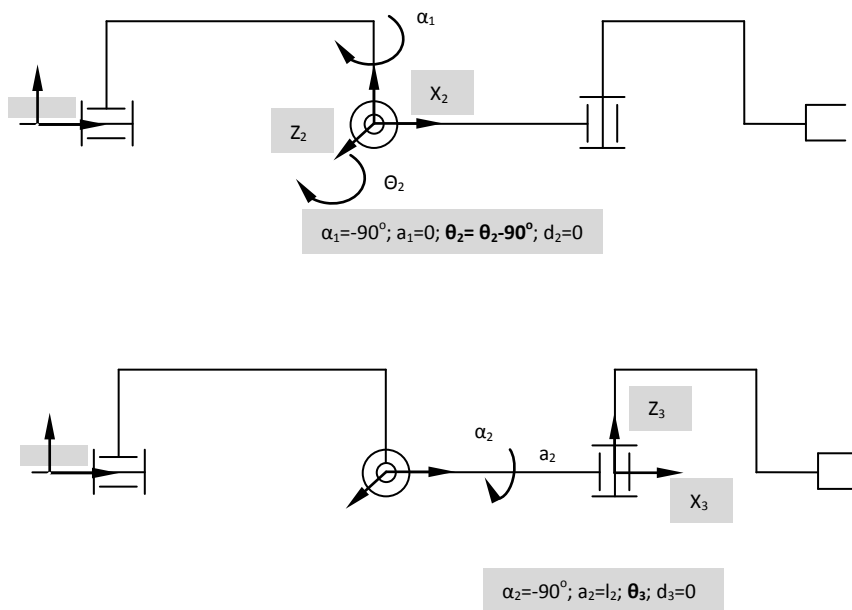 α₁
X₂
Z₂
Θ₂
α₁=-90°; a₁=0; θ₂= θ₂-90°; d₂=0
Z₃
α₂
a₂
X₃
α₂=-90°; a₂=l₂; θ₃; d₃=0